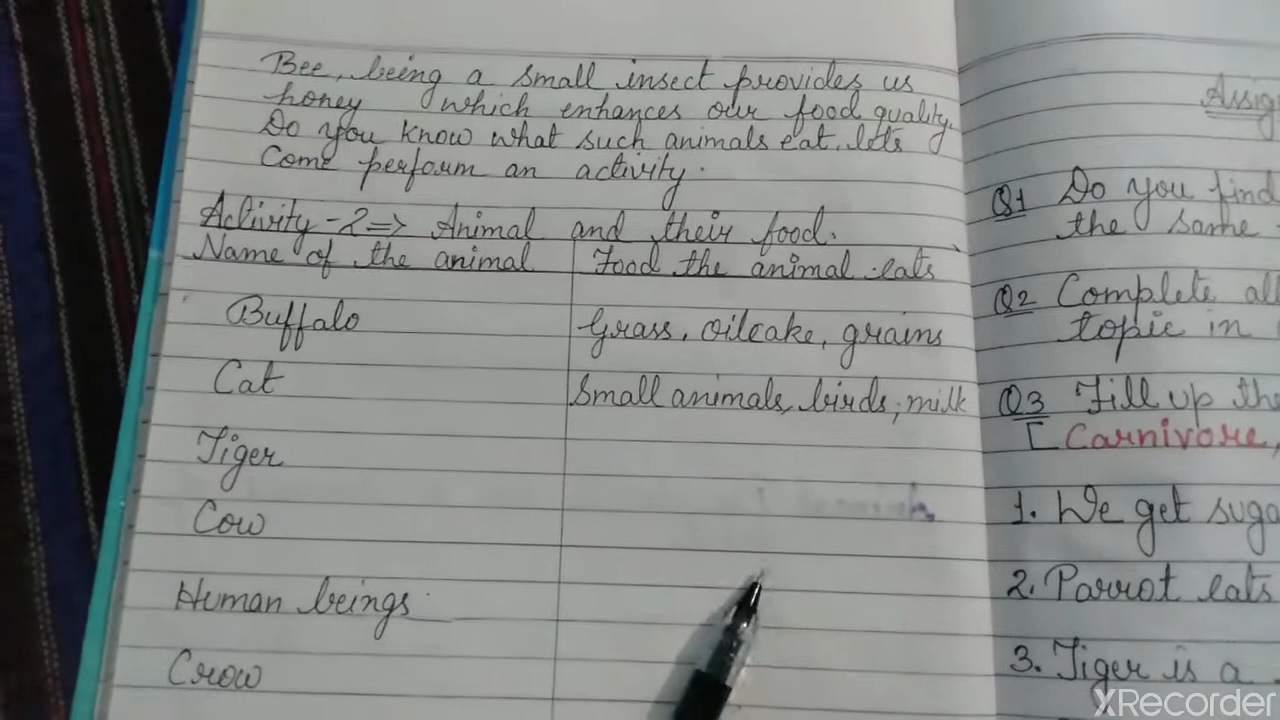 Bee, being a small insect provides us
honey which enhances our food quality.
Do you know what such animals eat. lets
Come perform an activity.
Activity -2 => Animal and their food.
Name of the animal | Food the animal eats
Buffalo | Grass, oilcake, grains
Cat | Small animals, birds, milk
Tiger
Cow
Human beings
Crow
Assig
Q1 Do you find
the same
Q2 Complete all
topic in
Q3 Fill up the
[Carnivore,
1. We get suga
2. Parrot eats
3. Tiger is a
XRecorder